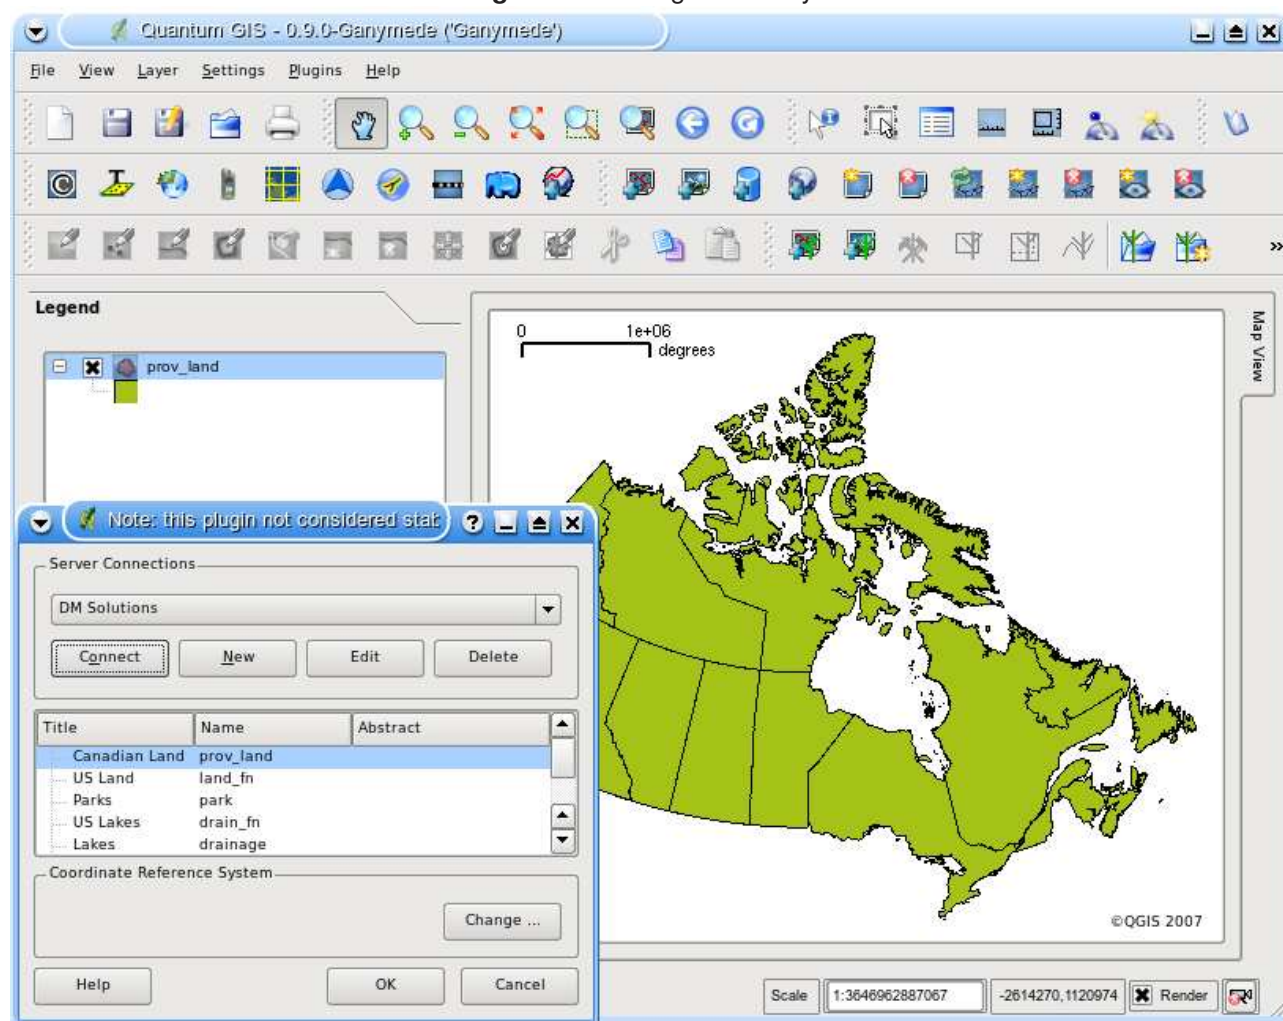 Quantum GIS - 0.9.0-Ganymede ('Ganymede')
File View Layer Settings Plugins Help
Legend
prov_land
0 1e+06
degrees
Map View
Note: this plugin not considered stab
Server Connections
DM Solutions
Connect New Edit Delete
Title Name Abstract
Canadian Land prov_land
US Land land_fn
Parks park
US Lakes drain_fn
Lakes drainage
Coordinate Reference System
Change ...
©QGIS 2007
Help OK Cancel
Scale 1:3646962887067 -2614270,1120974 Render